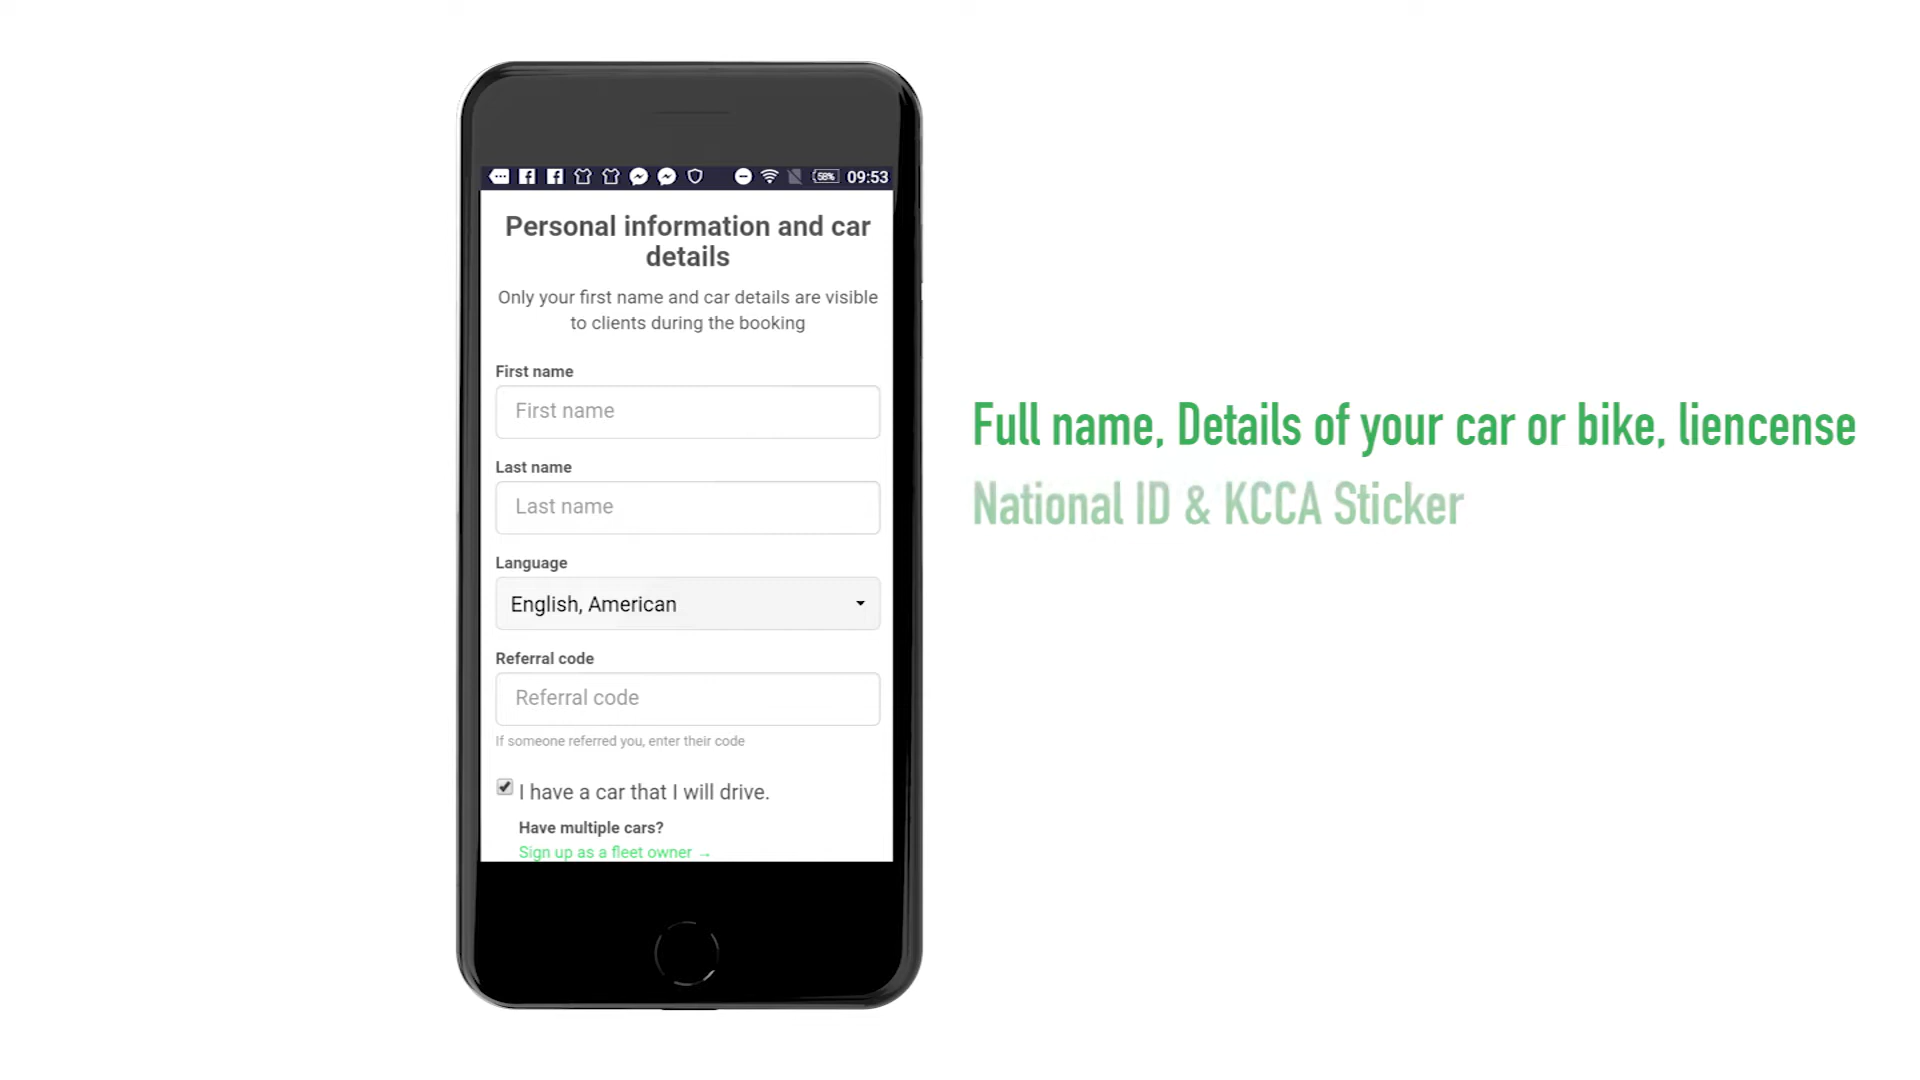 58%
09:53
Personal information and car
details
Only your first name and car details are visible
to clients during the booking
First name
First name
Last name
Last name
Language
English, American
Referral code
Referral code
If someone referred you, enter their code
I have a car that I will drive.
Have multiple cars?
Sign up as a fleet owner →
Full name, Details of your car or bike, liencense
National ID & KCCA Sticker